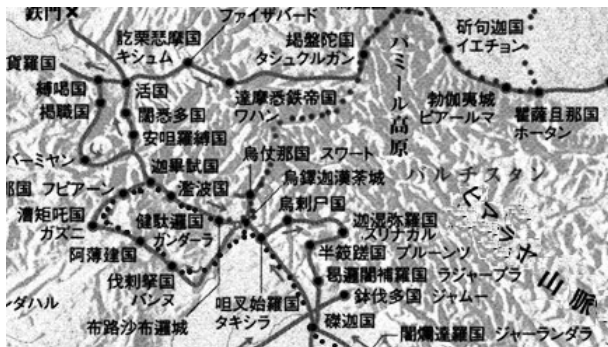 鉄門
ファイザバード
訖栗瑟摩国
キシュム
朅盤陀国
タシュクルガン
パミール高原
斫句迦国
イエチョン
縛喝国
活国
掲職国
闊悉多国
達摩悉鉄帝国
ワハン
勃伽夷城
ピアールマ
瞿薩旦那国
ホータン
安呾羅縛国
バーミヤン
迦畢試国
烏仗那国 スワート
バルチスタン
フビアーン
濫波国
烏鐸迦漢荼城
漕矩吒国
ガズニ
健駄邏国
ガンダーラ
烏刺尸国
迦湿弥羅国
スリナガル
ヒマラヤ山脈
阿薄健国
半笯蹉国 プルーンツ
伐刺拏国
バンヌ
曷邏闍補羅国 ラジャープラ
呾叉始羅国
タキシラ
鉢伐多国 ジャムー
ンダハル
布路沙布邏城
磔迦国
闍爛達羅国 ジャーランダラ